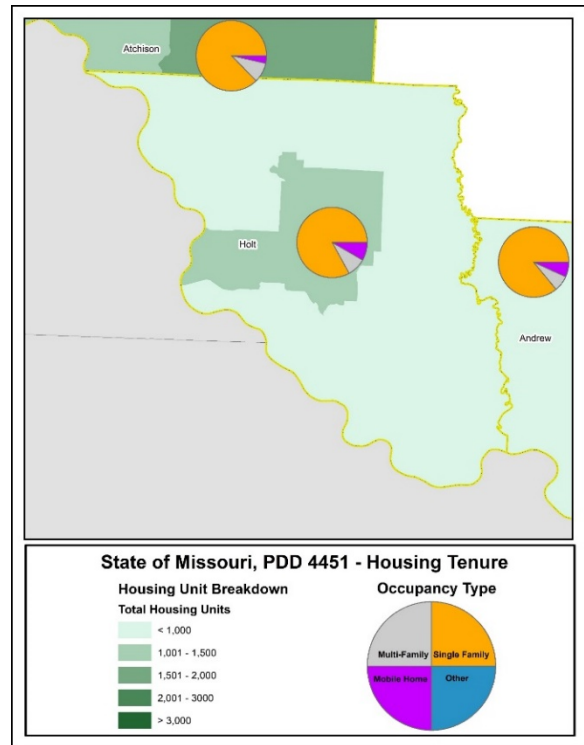 Atchison
Holt
Andrew
State of Missouri, PDD 4451 - Housing Tenure
Housing Unit Breakdown
Total Housing Units
< 1,000
1,001 - 1,500
1,501 - 2,000
2,001 - 3000
> 3,000
Occupancy Type
Multi-Family
Single Family
Mobile Home
Other